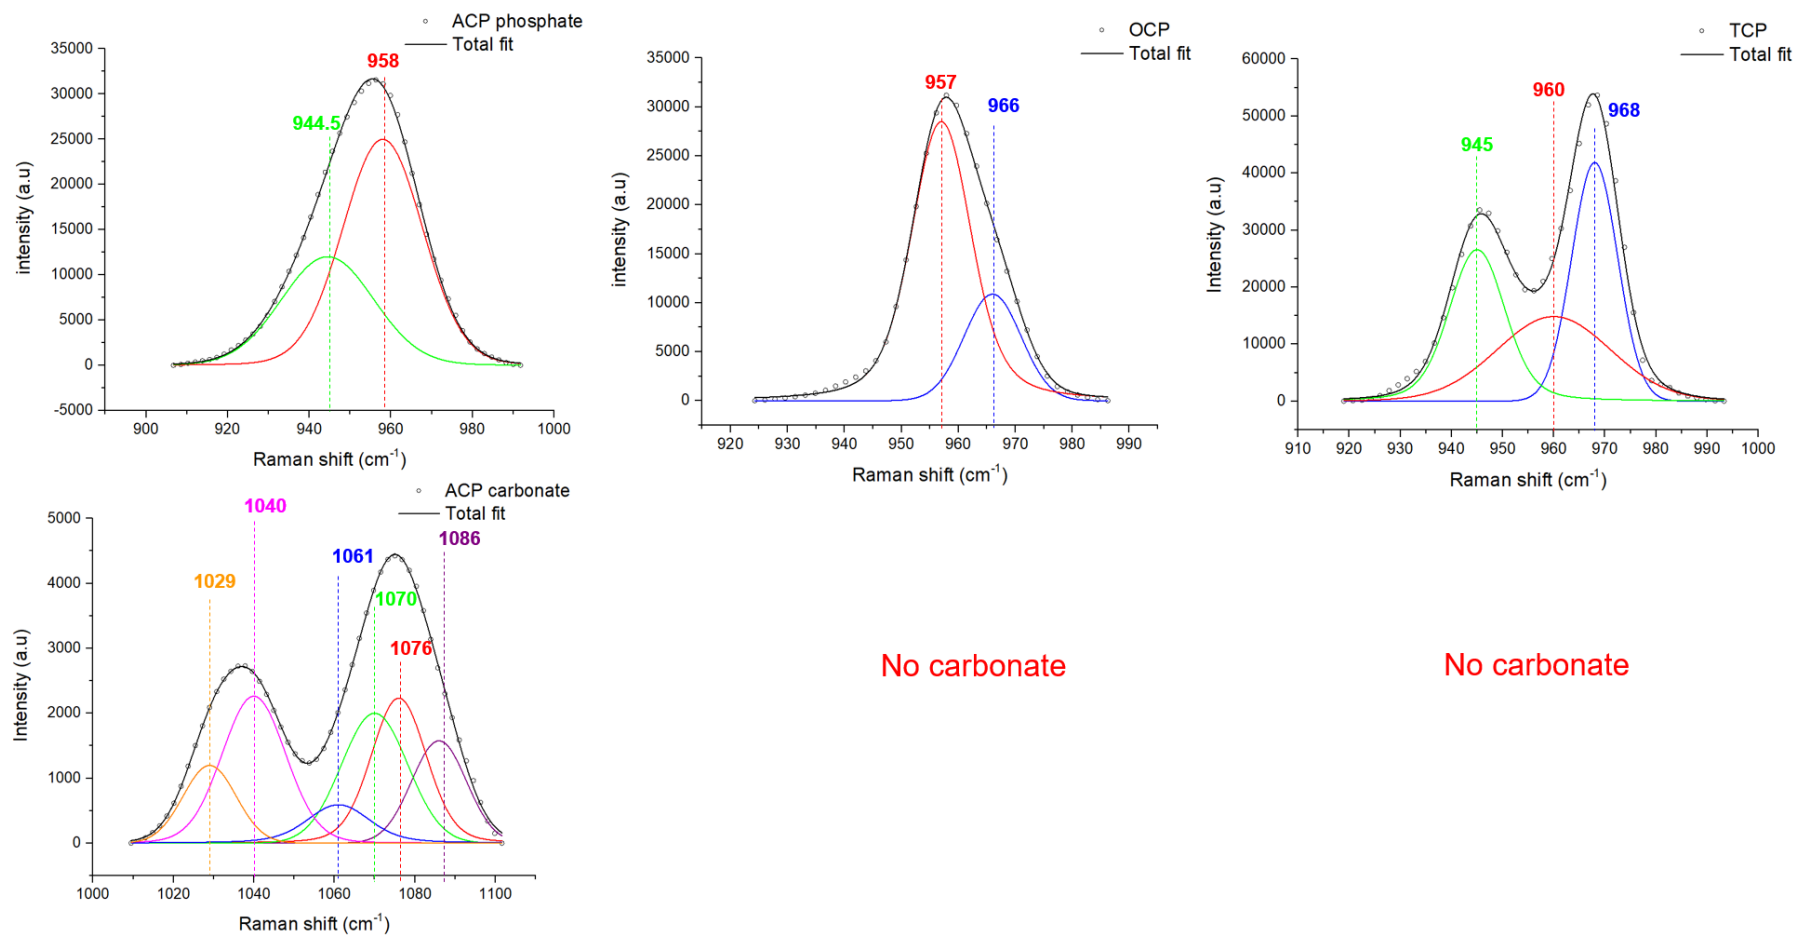 ACP phosphate
Total fit
35000
30000
25000
20000
15000
10000
5000
0
-5000
958
944.5
intensity (a.u)
900 920 940 960 980 1000
Raman shift (cm-1)
OCP
Total fit
35000
30000
25000
20000
15000
10000
5000
0
957
966
intensity (a.u)
920 930 940 950 960 970 980 990
Raman shift (cm-1)
TCP
Total fit
60000
50000
40000
30000
20000
10000
0
960
968
945
Intensity (a.u)
910 920 930 940 950 960 970 980 990 1000
Raman shift (cm-1)
ACP carbonate
Total fit
5000
4000
3000
2000
1000
0
1040
1086
1061
1029
1070
1076
Intensity (a.u)
1000 1020 1040 1060 1080 1100
Raman shift (cm-1)
No carbonate
No carbonate